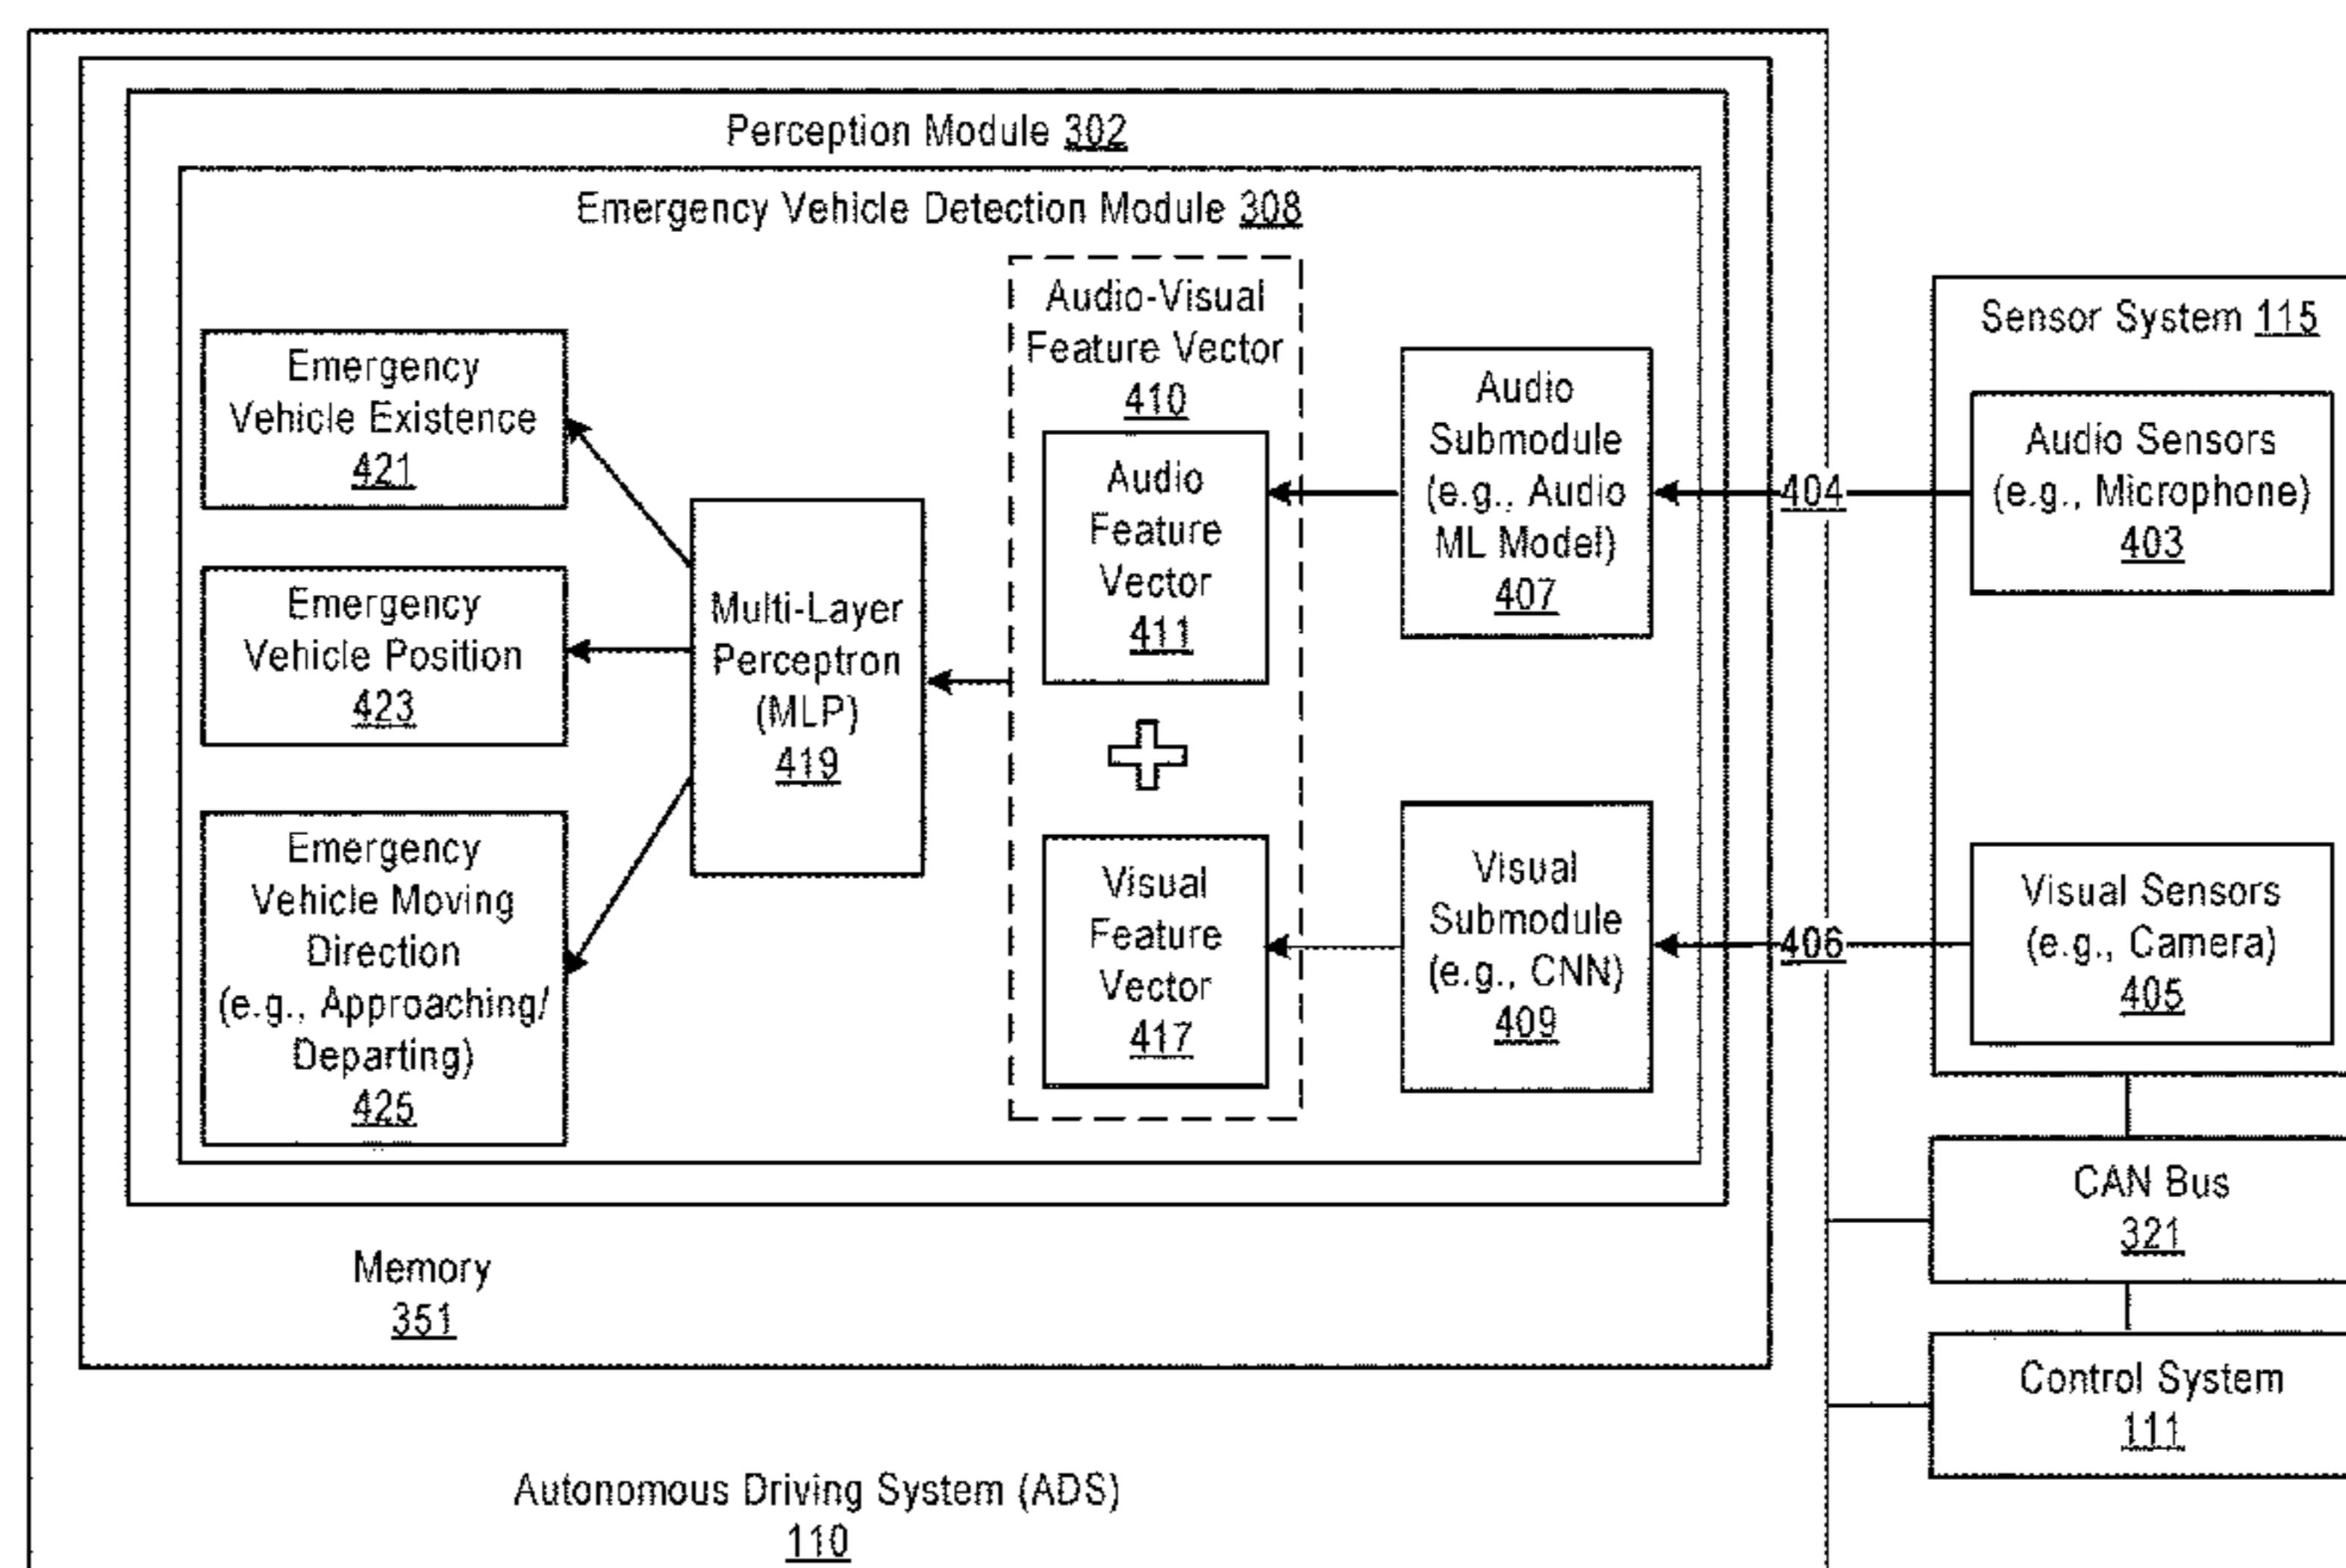 Perception Module 302
Emergency Vehicle Detection Module 308
Emergency
Vehicle Existence
421
Emergency
Vehicle Position
423
Emergency
Vehicle Moving
Direction
(e.g., Approaching/
Departing)
425
Multi-Layer
Perceptron
(MLP)
419
Audio-Visual
Feature Vector
410
Audio
Feature
Vector
411
Visual
Feature
Vector
417
Audio
Submodule
(e.g., Audio
ML Model)
407
Visual
Submodule
(e.g., CNN)
409
404
406
Sensor System 115
Audio Sensors
(e.g., Microphone)
403
Visual Sensors
(e.g., Camera)
405
CAN Bus
321
Control System
111
Memory
351
Autonomous Driving System (ADS)
110